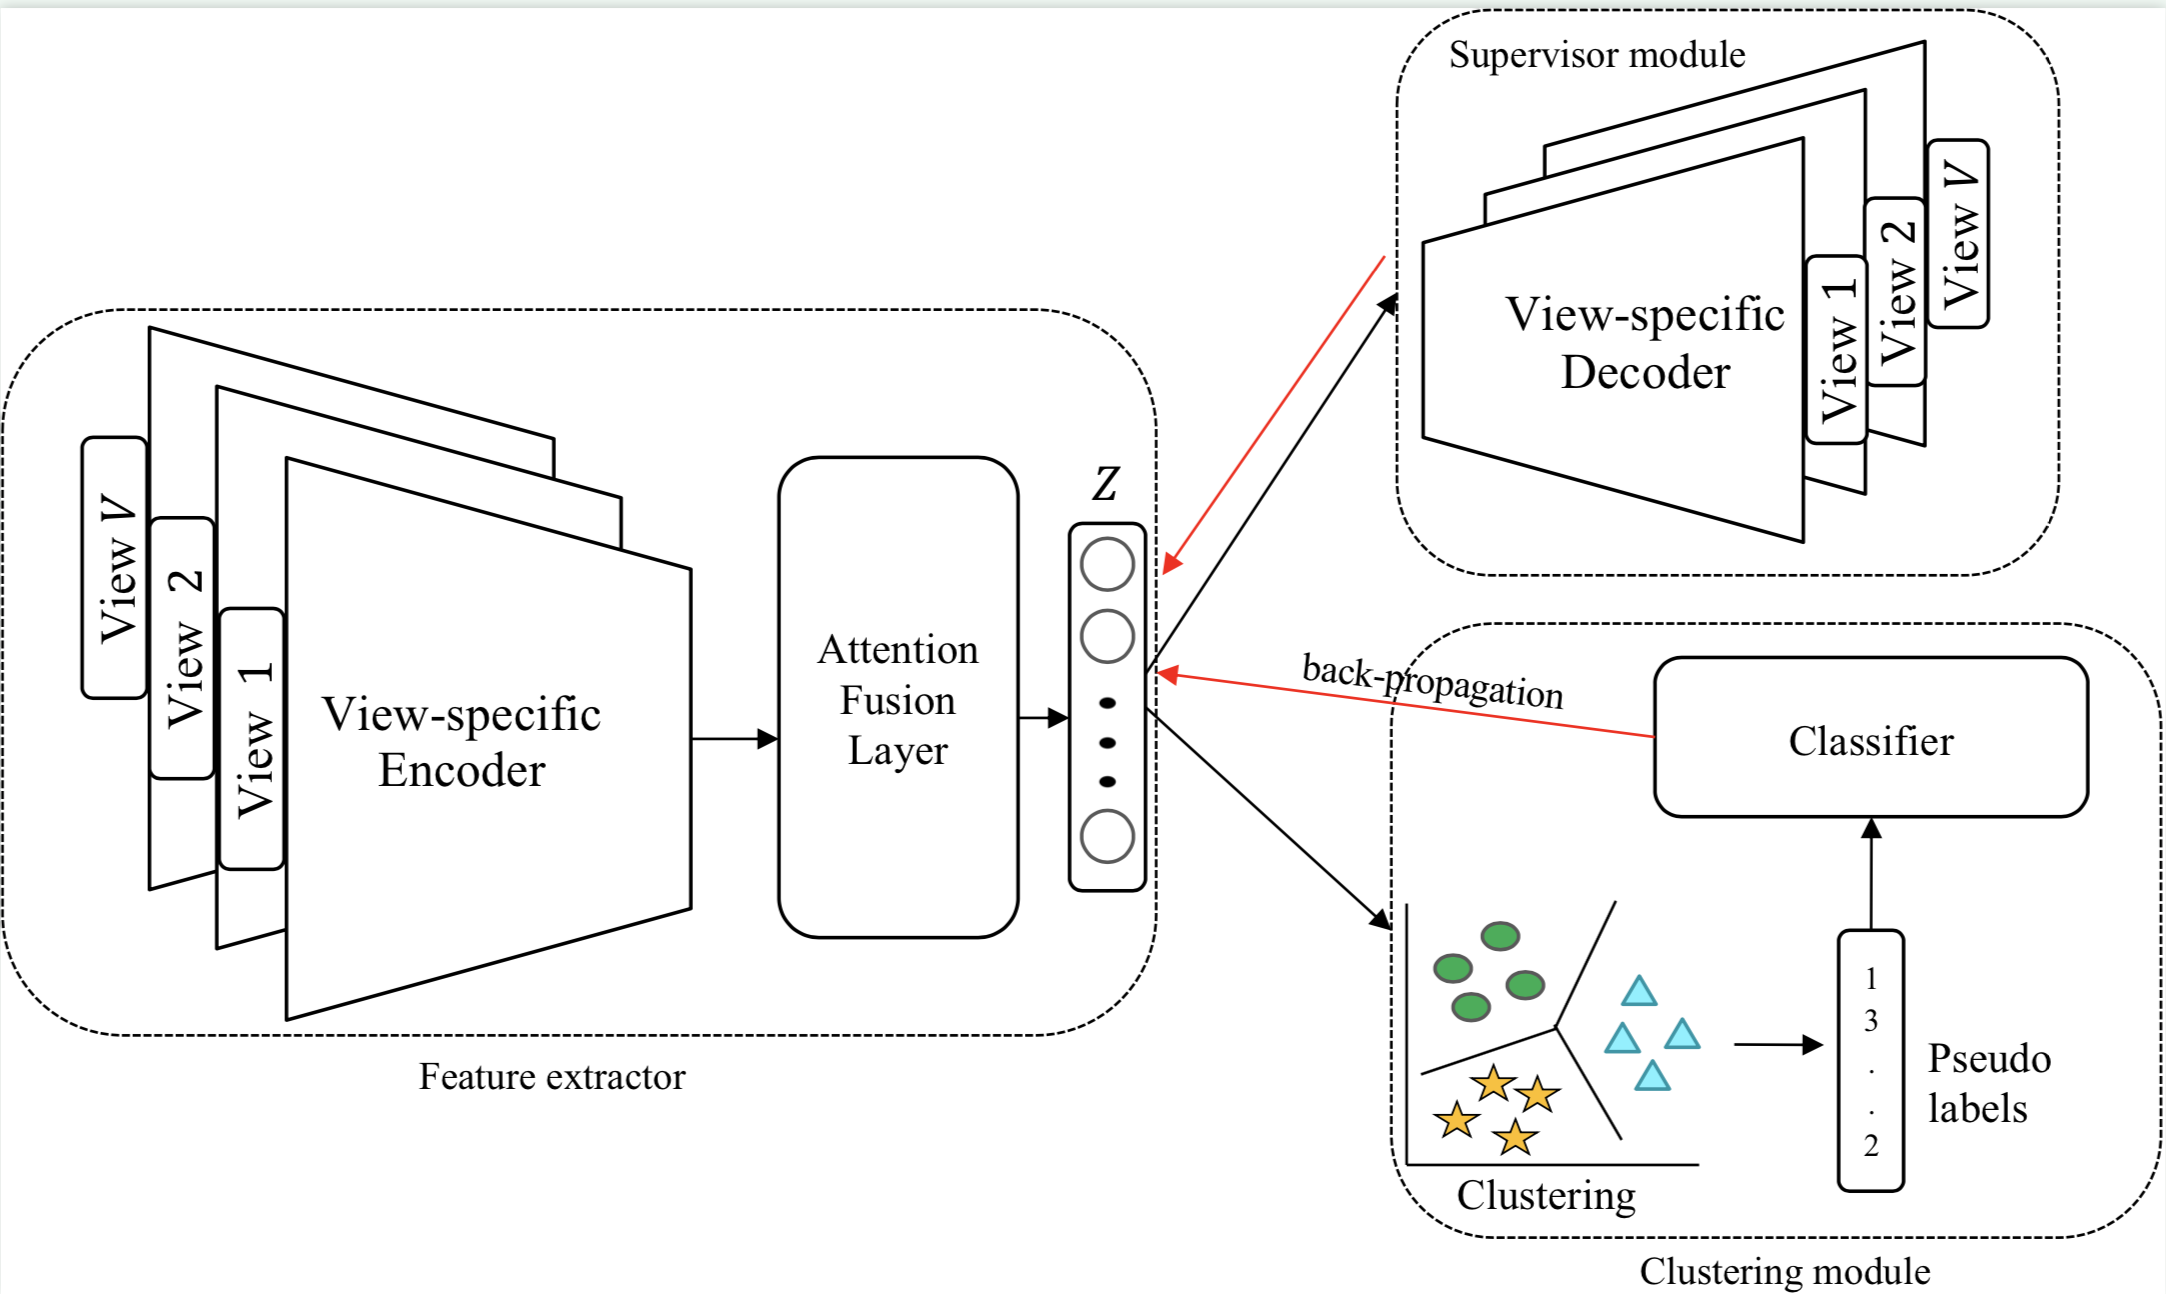 Supervisor module
View-specific
Decoder
View 1
View 2
View V
View V
View 2
View 1
View-specific
Encoder
Attention
Fusion
Layer
Z
Feature extractor
back-propagation
Classifier
1
3
.
.
2
Pseudo
labels
Clustering
Clustering module